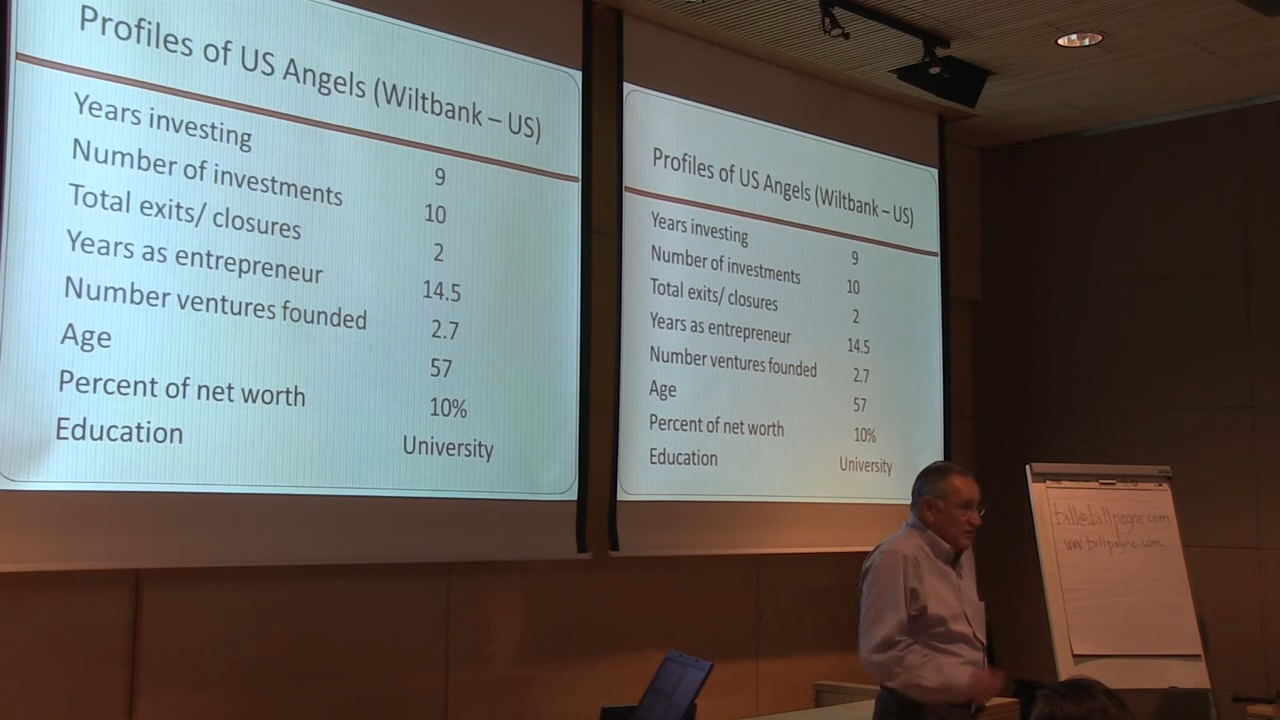 Profiles of US Angels (Wiltbank – US)
Years investing 9
Number of investments 10
Total exits/ closures 2
Years as entrepreneur 14.5
Number ventures founded 2.7
Age 57
Percent of net worth 10%
Education University
Profiles of US Angels (Wiltbank – US)
Years investing 9
Number of investments 10
Total exits/ closures 2
Years as entrepreneur 14.5
Number ventures founded 2.7
Age 57
Percent of net worth 10%
Education University
bill@billpayne.com
www.billpayne.com